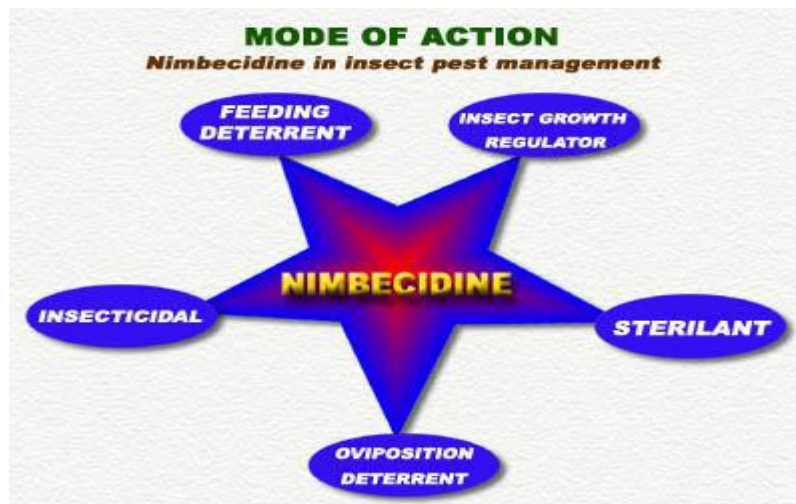 MODE OF ACTION
Nimbecidine in insect pest management
FEEDING
DETERRENT
INSECT GROWTH
REGULATOR
NIMBECIDINE
INSECTICIDAL
STERILANT
OVIPOSITION
DETERRENT